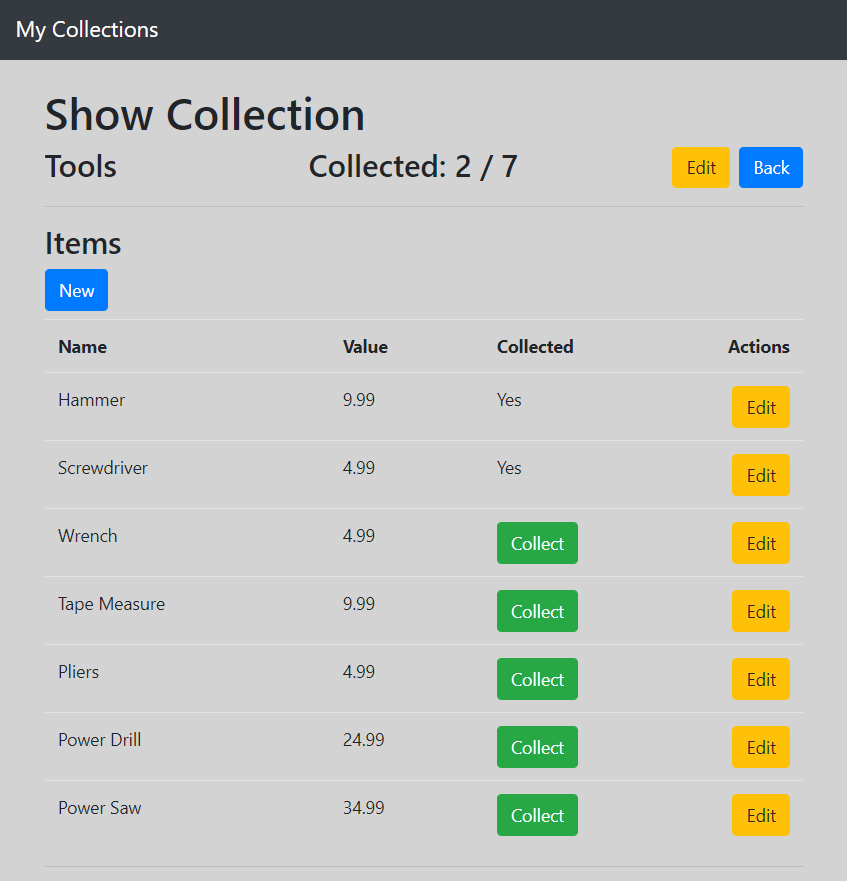 My Collections
Show Collection
Tools Collected: 2 / 7 Edit Back
Items
New
Name Value Collected Actions
Hammer 9.99 Yes Edit
Screwdriver 4.99 Yes Edit
Wrench 4.99 Collect Edit
Tape Measure 9.99 Collect Edit
Pliers 4.99 Collect Edit
Power Drill 24.99 Collect Edit
Power Saw 34.99 Collect Edit